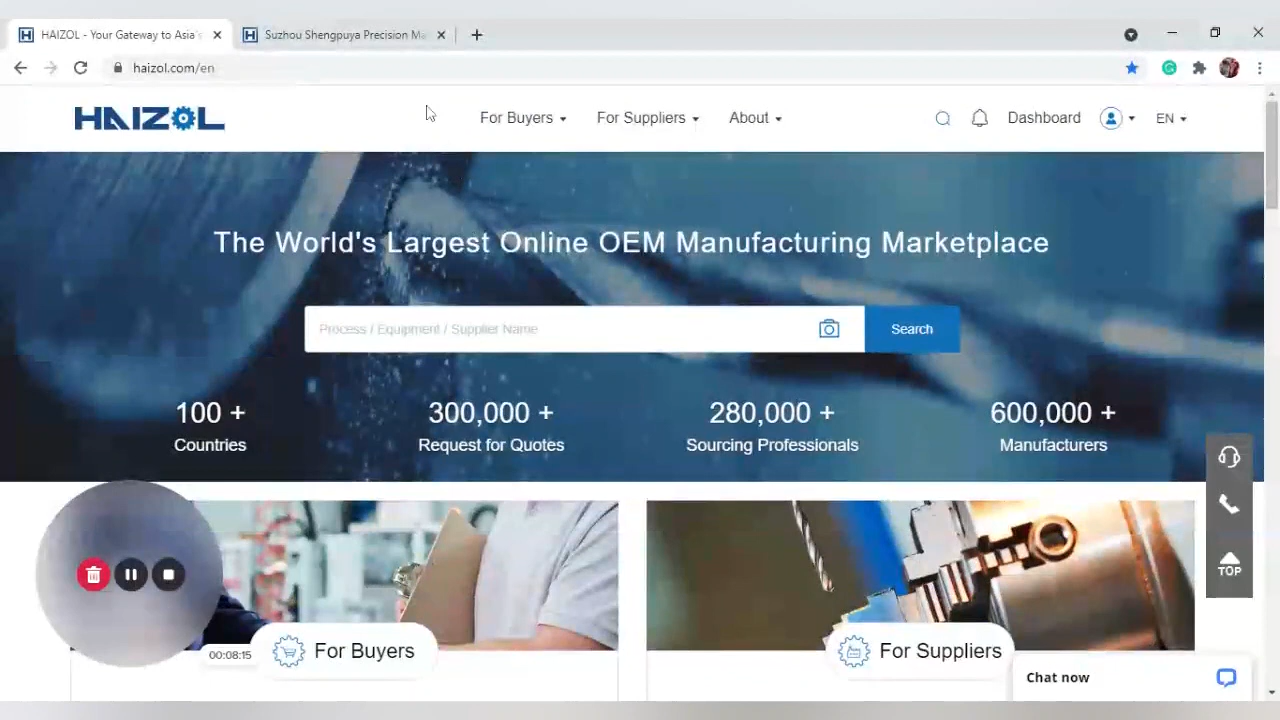 HAIZOL - Your Gateway to Asia's
Suzhou Shengpuya Precision Ma
haizol.com/en
HAIZOL
For Buyers
For Suppliers
About
Dashboard
EN
The World's Largest Online OEM Manufacturing Marketplace
Process / Equipment / Supplier Name
Search
100 +
300,000 +
280,000 +
600,000 +
Countries
Request for Quotes
Sourcing Professionals
Manufacturers
TOP
00:08:15
For Buyers
For Suppliers
Chat now